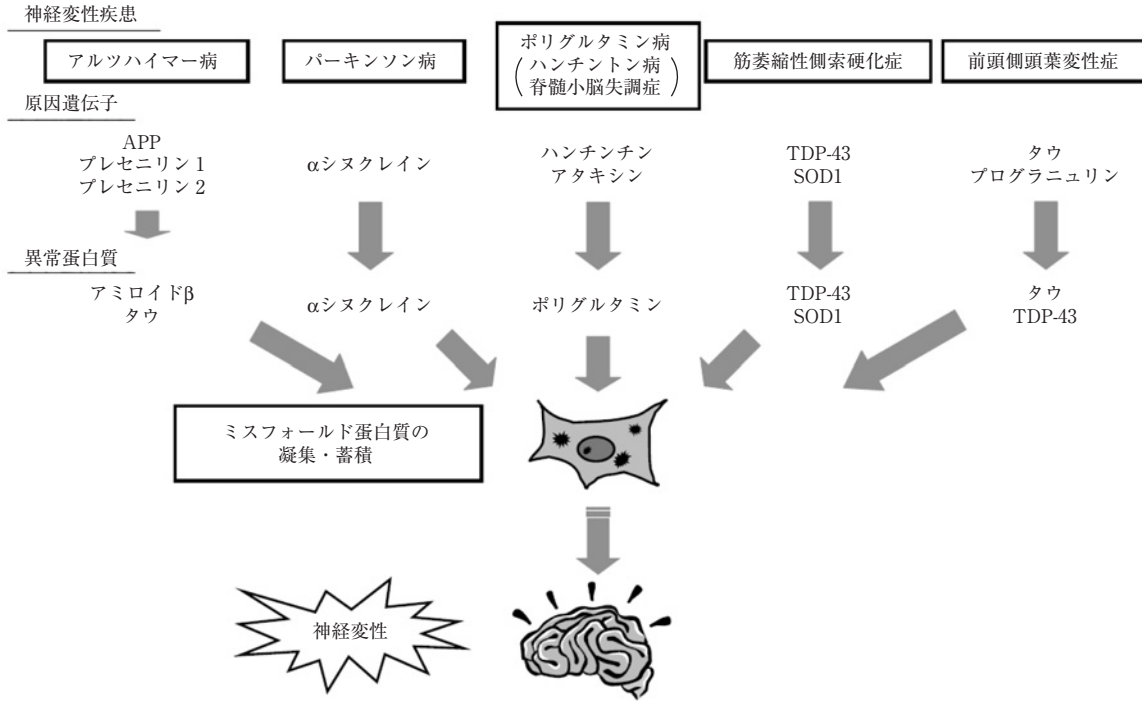 神経変性疾患
アルツハイマー病
パーキンソン病
ポリグルタミン病
(ハンチントン病
脊髄小脳失調症)
筋萎縮性側索硬化症
前頭側頭葉変性症
原因遺伝子
APP
プレセニリン1
プレセニリン2
αシヌクレイン
ハンチンチン
アタキシン
TDP-43
SOD1
タウ
プログラニュリン
異常蛋白質
アミロイドβ
タウ
αシヌクレイン
ポリグルタミン
TDP-43
SOD1
タウ
TDP-43
ミスフォールド蛋白質の
凝集・蓄積
神経変性